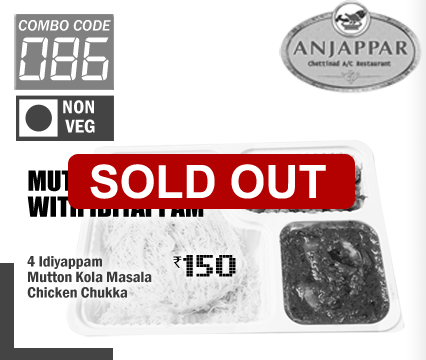 COMBO CODE
086
NON
VEG
ANJAPPAR
Chettinad A/C Restaurant
MUT
SOLD OUT
WITH IDIYAPPAM
4 Idiyappam
₹150
Mutton Kola Masala
Chicken Chukka